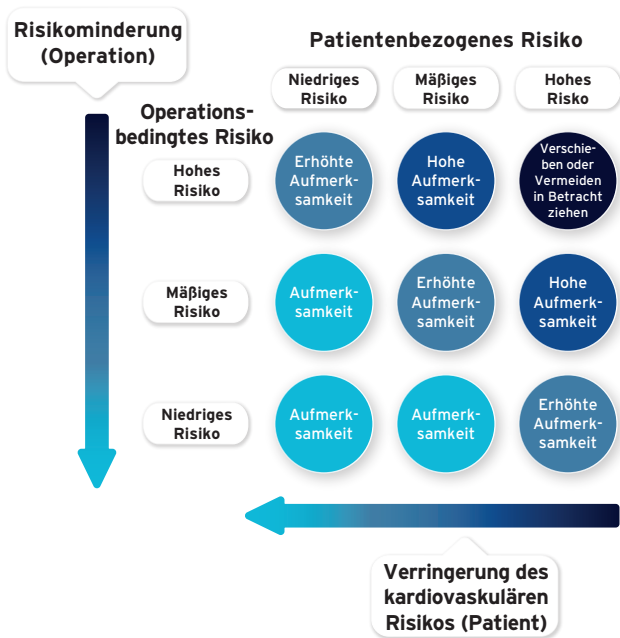 Risikominderung
(Operation)
Patientenbezogenes Risiko
Niedriges
Risiko
Mäßiges
Risiko
Hohes
Risko
Operations-
bedingtes Risiko
Hohes
Risiko
Erhöhte
Aufmerk-
samkeit
Hohe
Aufmerk-
samkeit
Verschie-
ben oder
Vermeiden
in Betracht
ziehen
Mäßiges
Risiko
Aufmerk-
samkeit
Erhöhte
Aufmerk-
samkeit
Hohe
Aufmerk-
samkeit
Niedriges
Risiko
Aufmerk-
samkeit
Aufmerk-
samkeit
Erhöhte
Aufmerk-
samkeit
Verringerung des
kardiovaskulären
Risikos (Patient)